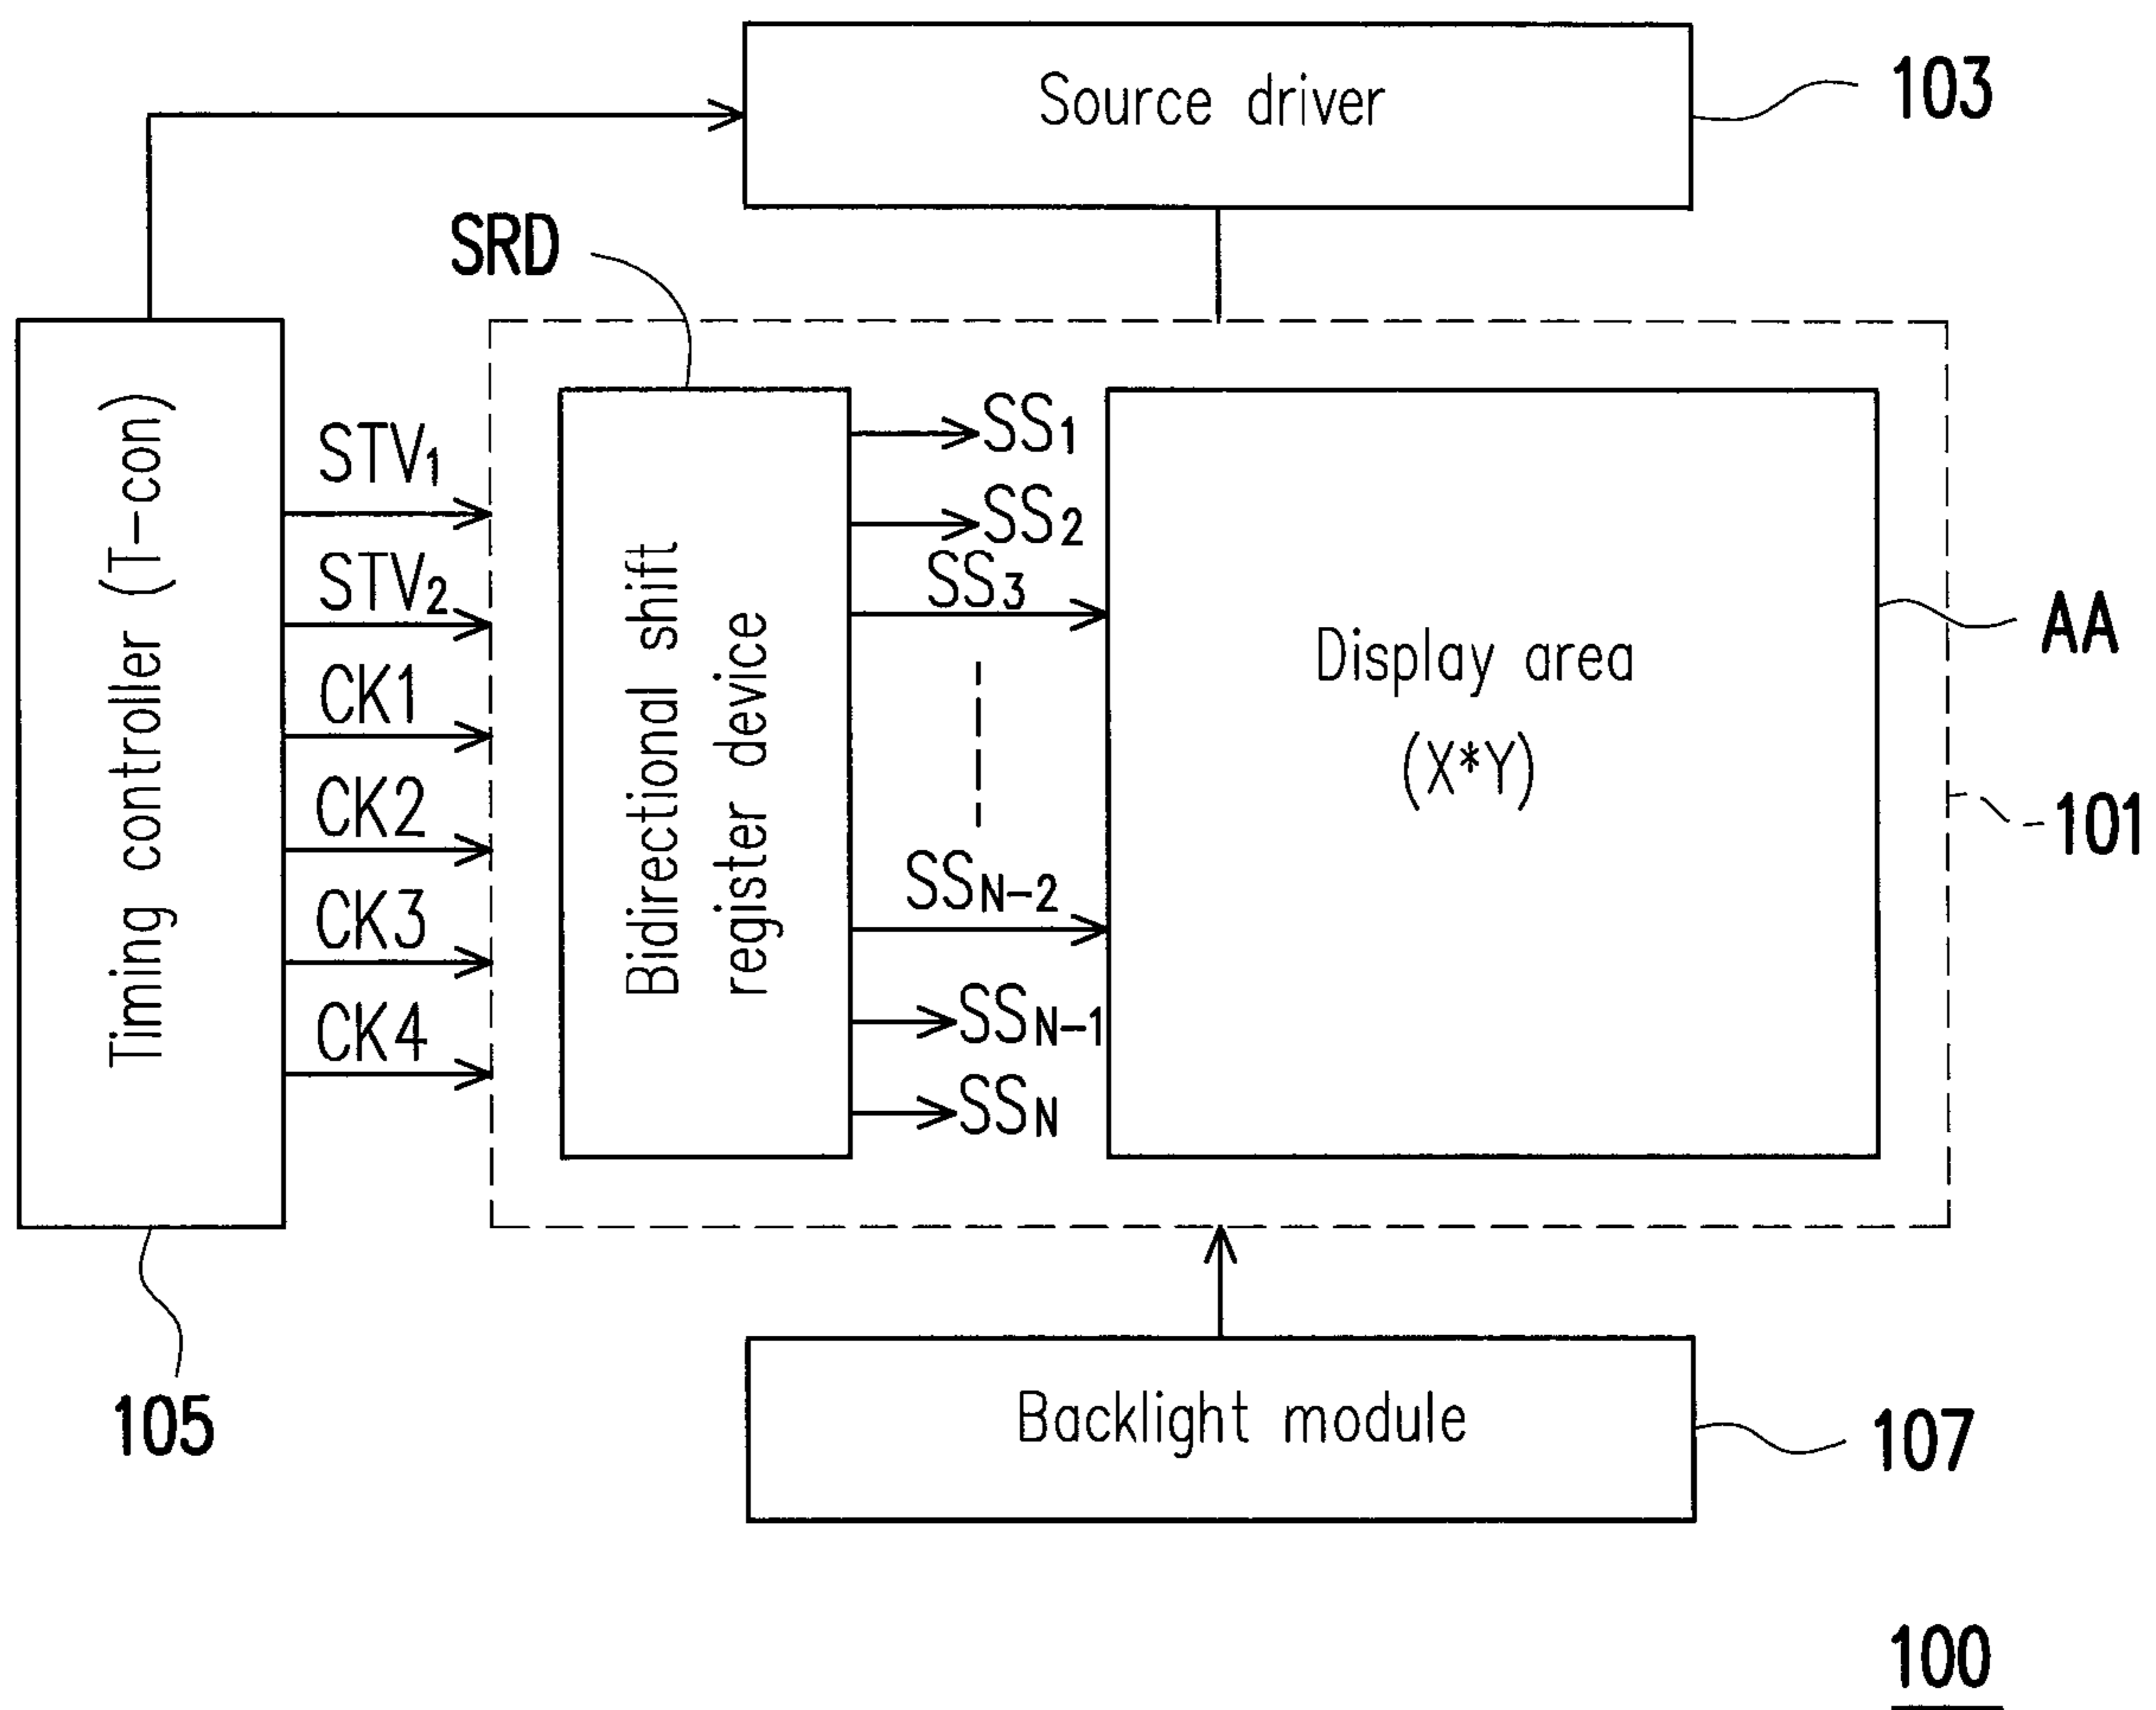 Source driver
103
SRD
Timing controller (T-con)
STV1
STV2
CK1
CK2
CK3
CK4
Bidirectional shift
register device
SS1
SS2
SS3
SSN-2
SSN-1
SSN
Display area
(X*Y)
AA
101
105
Backlight module
107
100